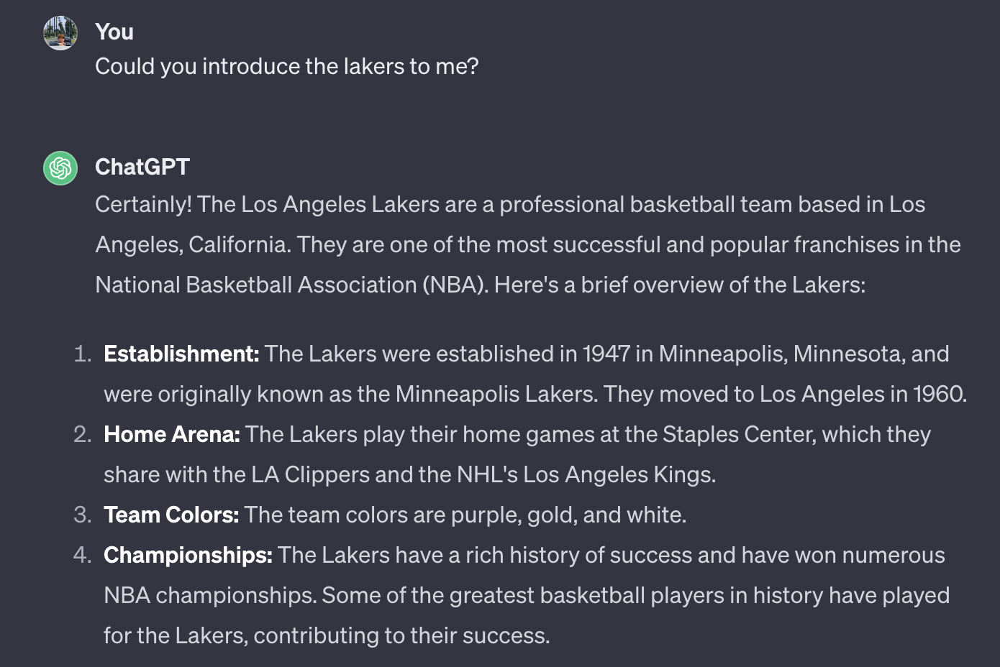 You
Could you introduce the lakers to me?
ChatGPT
Certainly! The Los Angeles Lakers are a professional basketball team based in Los
Angeles, California. They are one of the most successful and popular franchises in the
National Basketball Association (NBA). Here's a brief overview of the Lakers:
1. Establishment: The Lakers were established in 1947 in Minneapolis, Minnesota, and
were originally known as the Minneapolis Lakers. They moved to Los Angeles in 1960.
2. Home Arena: The Lakers play their home games at the Staples Center, which they
share with the LA Clippers and the NHL's Los Angeles Kings.
3. Team Colors: The team colors are purple, gold, and white.
4. Championships: The Lakers have a rich history of success and have won numerous
NBA championships. Some of the greatest basketball players in history have played
for the Lakers, contributing to their success.